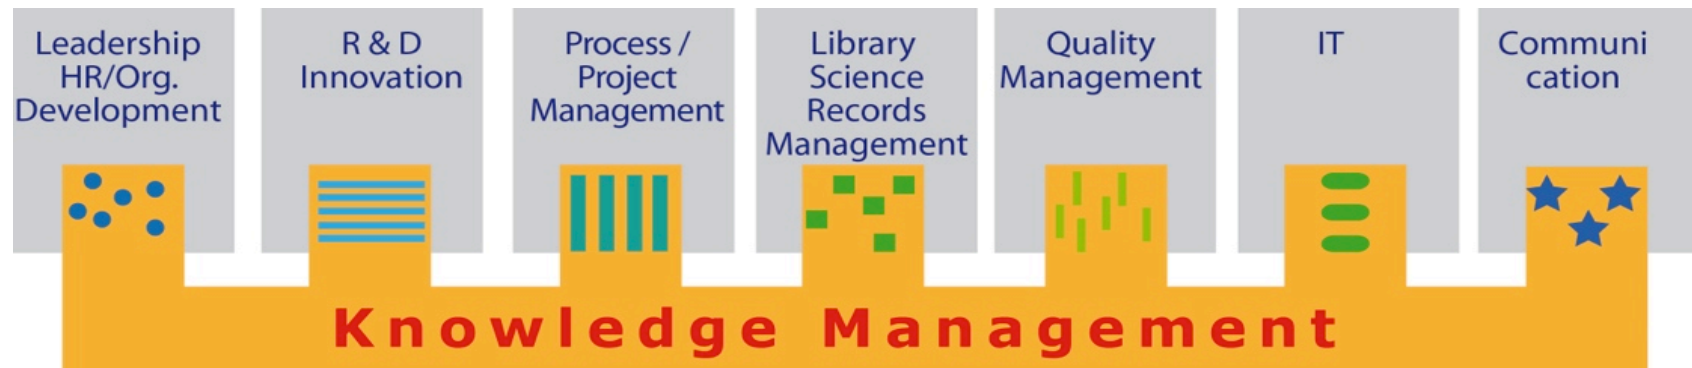 Leadership
HR/Org.
Development
R & D
Innovation
Process /
Project
Management
Library
Science
Records
Management
Quality
Management
IT
Communi
cation
Knowledge Management